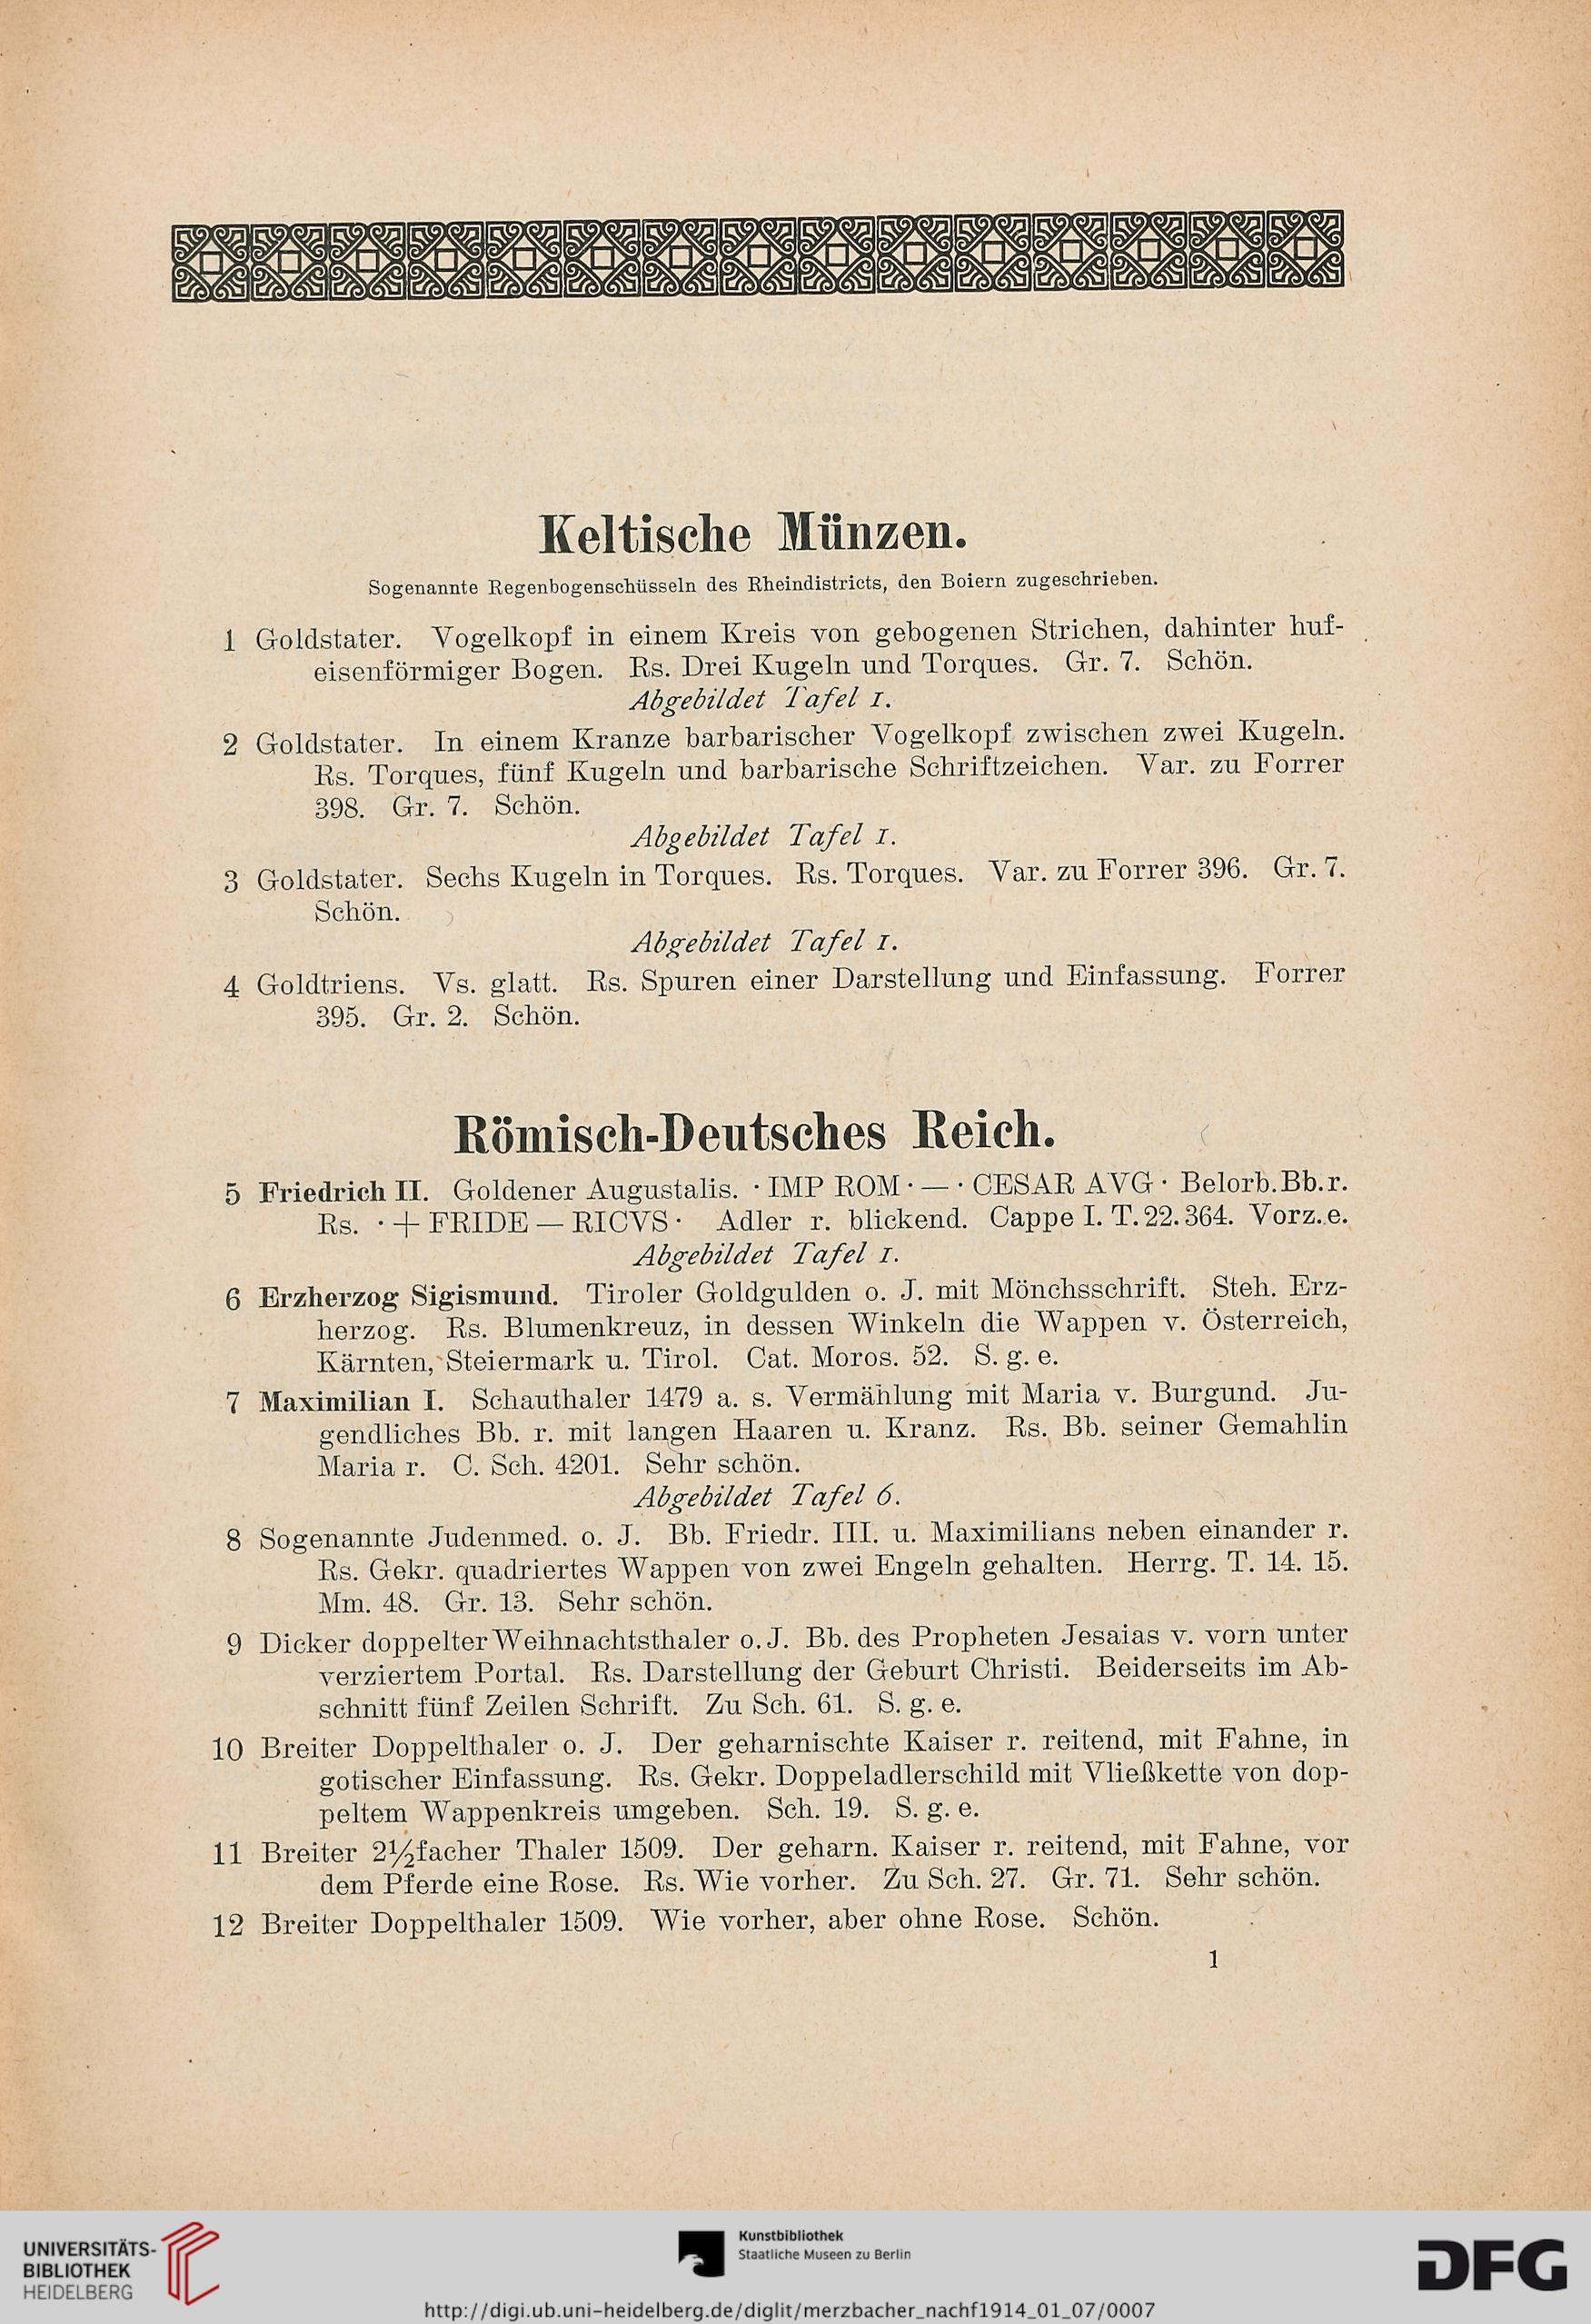 Keltische Münzen.
Sogenannte Regenbogenschüsseln des Rheindistricts, den Boiern zugeschrieben.
1 Goldstater. Vogelkopf in einem Kreis von gebogenen Strichen, dahinter huf-
eisenförmiger Bogen. Rs. Drei Kugeln und Torques. Gr. 7. Schön.
Abgebildet Tafel 1.
2 Goldstater. In einem Kranze barbarischer Vogelkopf zwischen zwei Kugeln.
Rs. Torques, fünf Kugeln und barbarische Schriftzeichen. Var. zu Forrer
398. Gr. 7. Schön.
Abgebildet Tafel 1.
3 Goldstater. Sechs Kugeln in Torques. Rs. Torques. Var. zu Forrer 396. Gr. 7.
Schön.
Abgebildet Tafel 1.
4 Goldtriens. Vs. glatt. Rs. Spuren einer Darstellung und Einfassung. Forrer
395. Gr. 2. Schön.
Römisch-Deutsches Reich.
5 Friedrich II. Goldener Augustalis. · IMP ROM · — · CESAR AVG · Belorb. Bb. r.
Rs. · + FRIDE — RICVS · Adler r. blickend. Cappe I. T. 22. 364. Vorz. e.
Abgebildet Tafel 1.
6 Erzherzog Sigismund. Tiroler Goldgulden o. J. mit Mönchsschrift. Steh. Erz-
herzog. Rs. Blumenkreuz, in dessen Winkeln die Wappen v. Österreich,
Kärnten, Steiermark u. Tirol. Cat. Moros. 52. S. g. e.
7 Maximilian I. Schauthaler 1479 a. s. Vermählung mit Maria v. Burgund. Ju-
gendliches Bb. r. mit langen Haaren u. Kranz. Rs. Bb. seiner Gemahlin
Maria r. C. Sch. 4201. Sehr schön.
Abgebildet Tafel 6.
8 Sogenannte Judenmed. o. J. Bb. Friedr. III. u. Maximilians neben einander r.
Rs. Gekr. quadriertes Wappen von zwei Engeln gehalten. Herrg. T. 14. 15.
Mm. 48. Gr. 13. Sehr schön.
9 Dicker doppelter Weihnachtsthaler o. J. Bb. des Propheten Jesaias v. vorn unter
verziertem Portal. Rs. Darstellung der Geburt Christi. Beiderseits im Ab-
schnitt fünf Zeilen Schrift. Zu Sch. 61. S. g. e.
10 Breiter Doppelthaler o. J. Der geharnischte Kaiser r. reitend, mit Fahne, in
gotischer Einfassung. Rs. Gekr. Doppeladlerschild mit Vließkette von dop-
peltem Wappenkreis umgeben. Sch. 19. S. g. e.
11 Breiter 2½facher Thaler 1509. Der geharn. Kaiser r. reitend, mit Fahne, vor
dem Pferde eine Rose. Rs. Wie vorher. Zu Sch. 27. Gr. 71. Sehr schön.
12 Breiter Doppelthaler 1509. Wie vorher, aber ohne Rose. Schön.
1
UNIVERSITÄTS-
BIBLIOTHEK
HEIDELBERG
Kunstbibliothek
Staatliche Museen zu Berlin
DFG
http://digi.ub.uni-heidelberg.de/diglit/merzbacher_nachf1914_01_07/0007